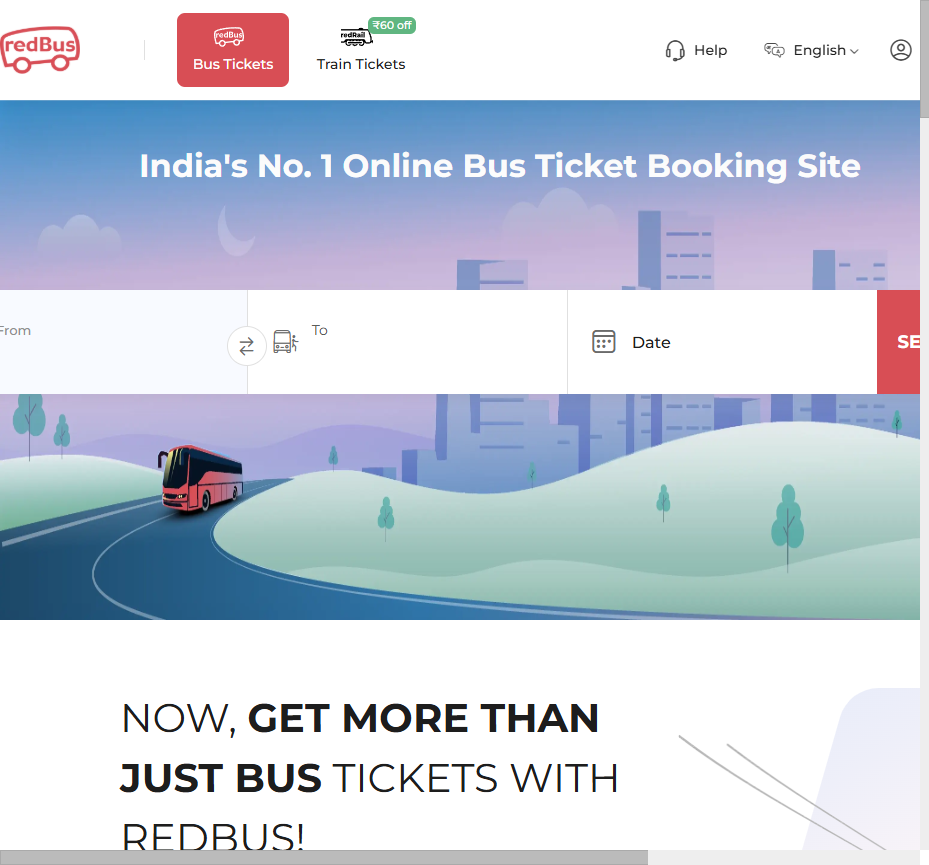 redBus
Bus Tickets
redBus
₹60 off
redRail
Train Tickets
Help
English
India's No. 1 Online Bus Ticket Booking Site
From
To
Date
SE
NOW, GET MORE THAN
JUST BUS TICKETS WITH
REDBUS!